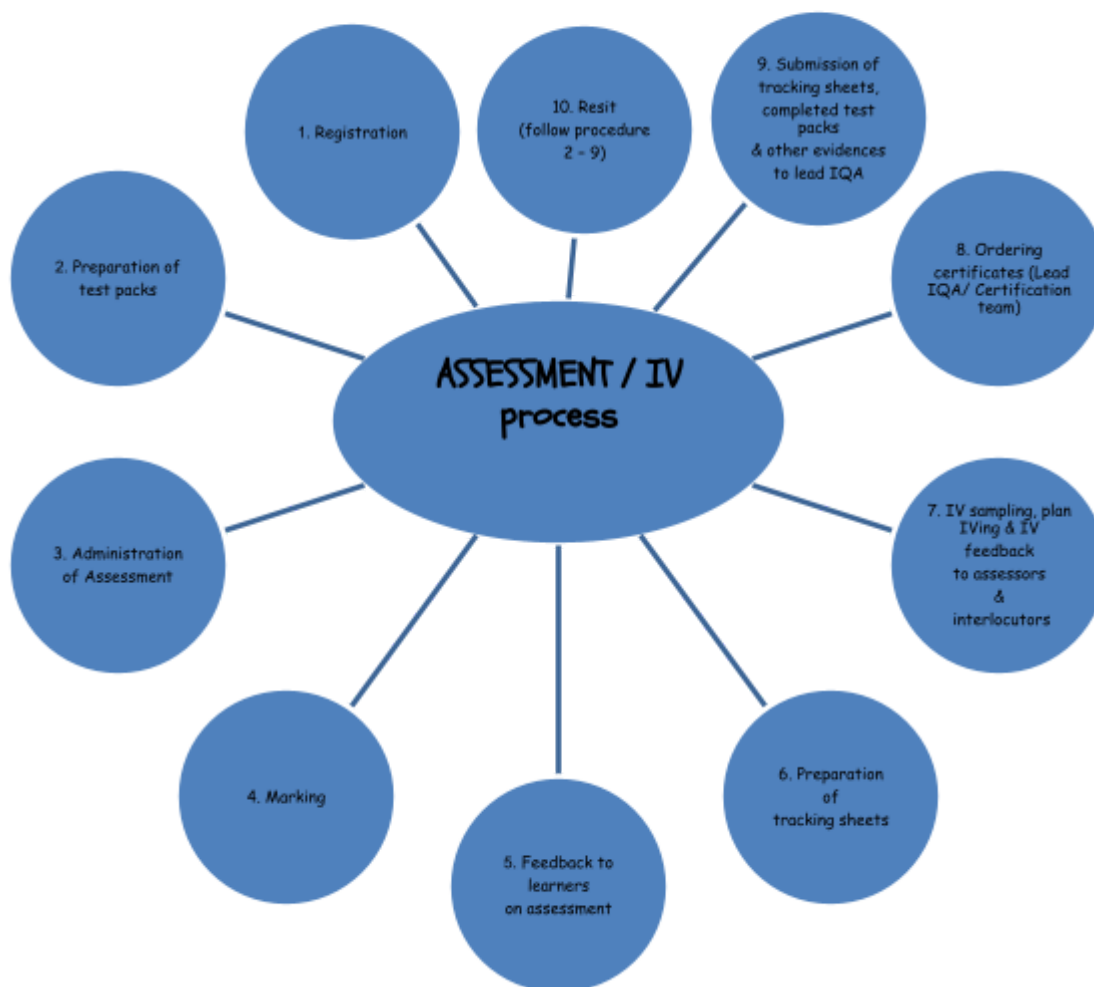 ASSESSMENT / IV
process
1. Registration
2. Preparation of
test packs
3. Administration
of Assessment
4. Marking
5. Feedback to
learners
on assessment
6. Preparation
of
tracking sheets
7. IV sampling, plan
IVing & IV
feedback
to assessors
&
interlocutors
8. Ordering
certificates (Lead
IQA/ Certification
team)
9. Submission of
tracking sheets,
completed test
packs
& other evidences
to lead IQA
10. Resit
(follow procedure
2 – 9)